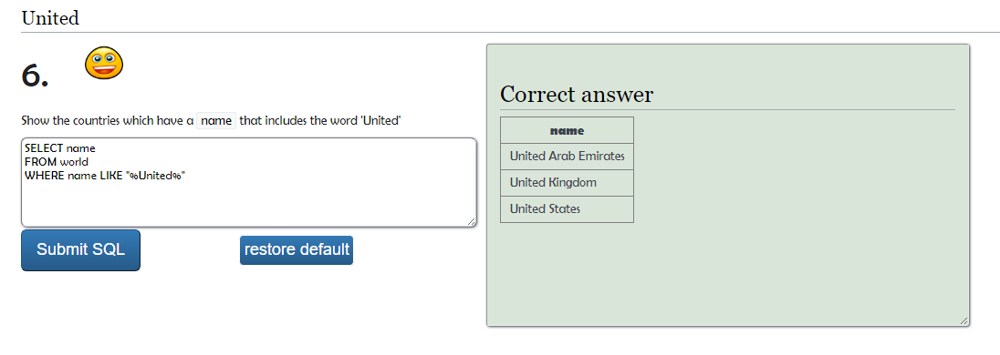 United
6.
Show the countries which have a name that includes the word 'United'
SELECT name
FROM world
WHERE name LIKE "%United%"
Submit SQL
restore default
Correct answer
name
United Arab Emirates
United Kingdom
United States